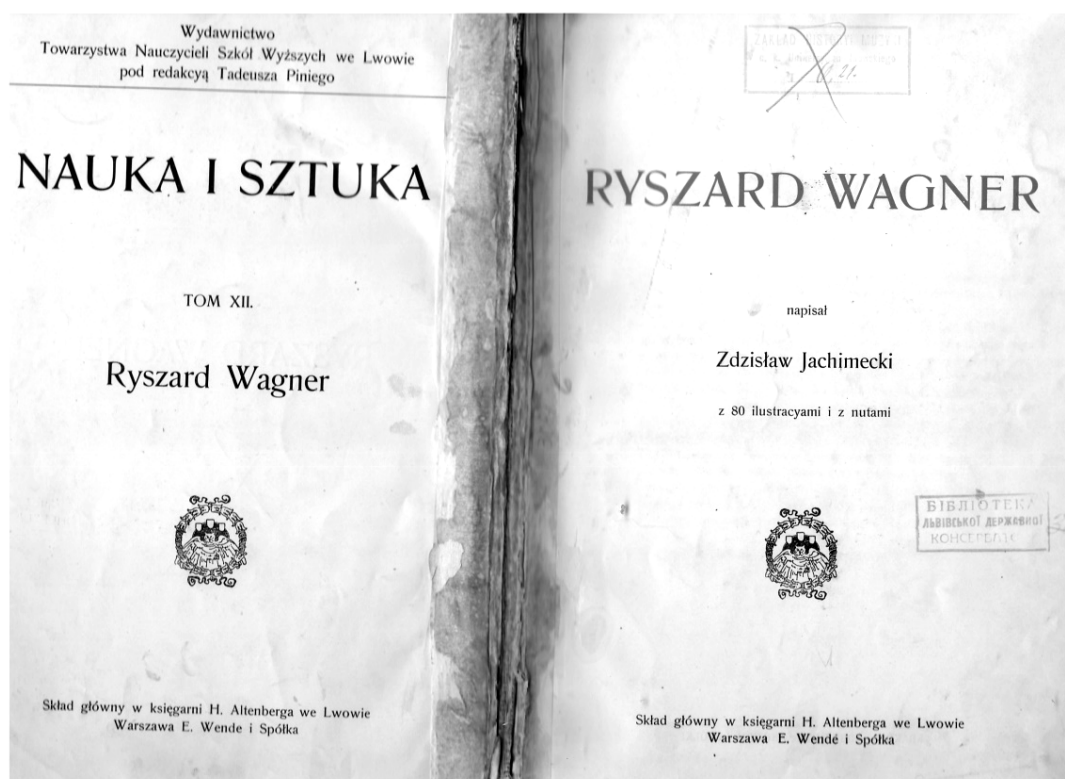 Wydawnictwo
Towarzystwa Nauczycieli Szkół Wyższych we Lwowie
pod redakcyą Tadeusza Piniego
NAUKA I SZTUKA
TOM XII.
Ryszard Wagner
Skład główny w księgarni H. Altenberga we Lwowie
Warszawa E. Wende i Spółka
ZAKŁAD
21.
RYSZARD WAGNER
napisał
Zdzisław Jachimecki
z 80 ilustracyami i z nutami
БІБЛІОТЕКА
ЛЬВІВСЬКОЇ ДЕРЖАВНОЇ
Skład główny w księgarni H. Altenberga we Lwowie
Warszawa E. Wende i Spółka